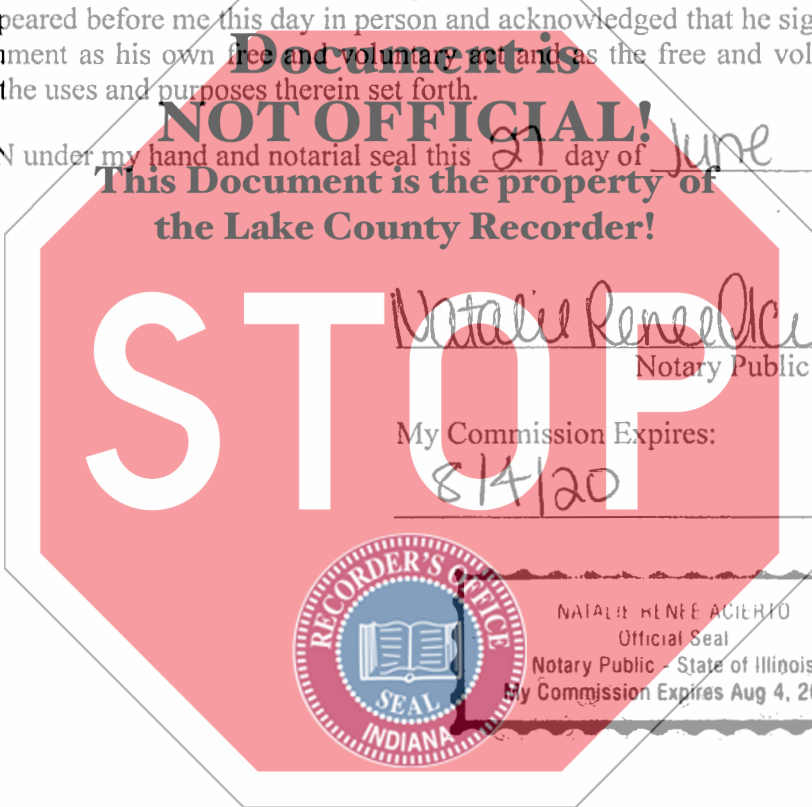 peared before me this day in person and acknowledged that he sig
ument as his own free and voluntary act and as the free and vol
Document is
the uses and purposes therein set forth.
NOT OFFICIAL!
N under my hand and notarial seal this 27 day of June
This Document is the property of
the Lake County Recorder!
STOP
Natalie Renee Aci
Notary Public
My Commission Expires:
8/4/20
RECORDER'S OFFICE
SEAL
INDIANA
NATALIE RENEE ACIERTO
Official Seal
Notary Public - State of Illinois
My Commission Expires Aug 4, 20